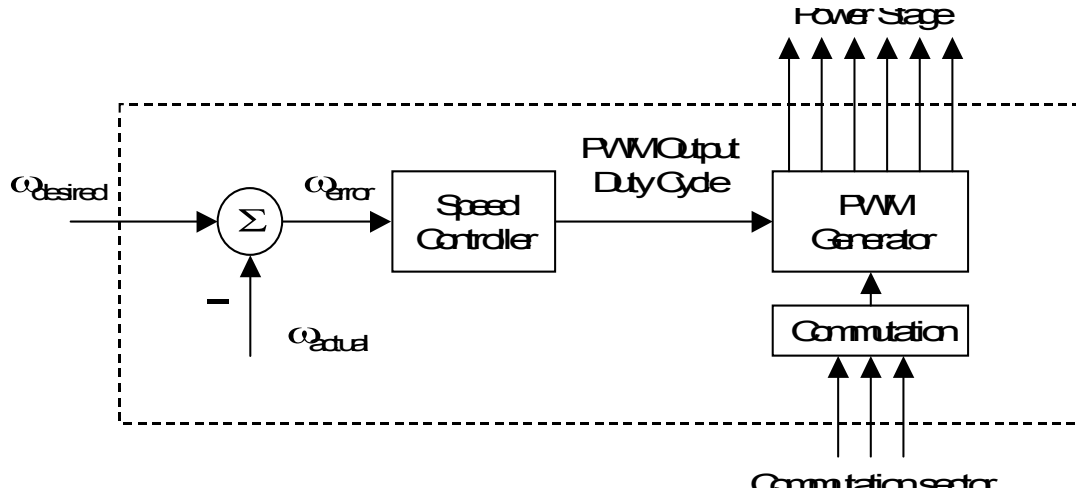 Power Stage
PWM Output
Duty Cycle
ωdesired
ωerror
Σ
Speed
Controller
PWM
Generator
−
ωactual
Commutation
Commutation sector